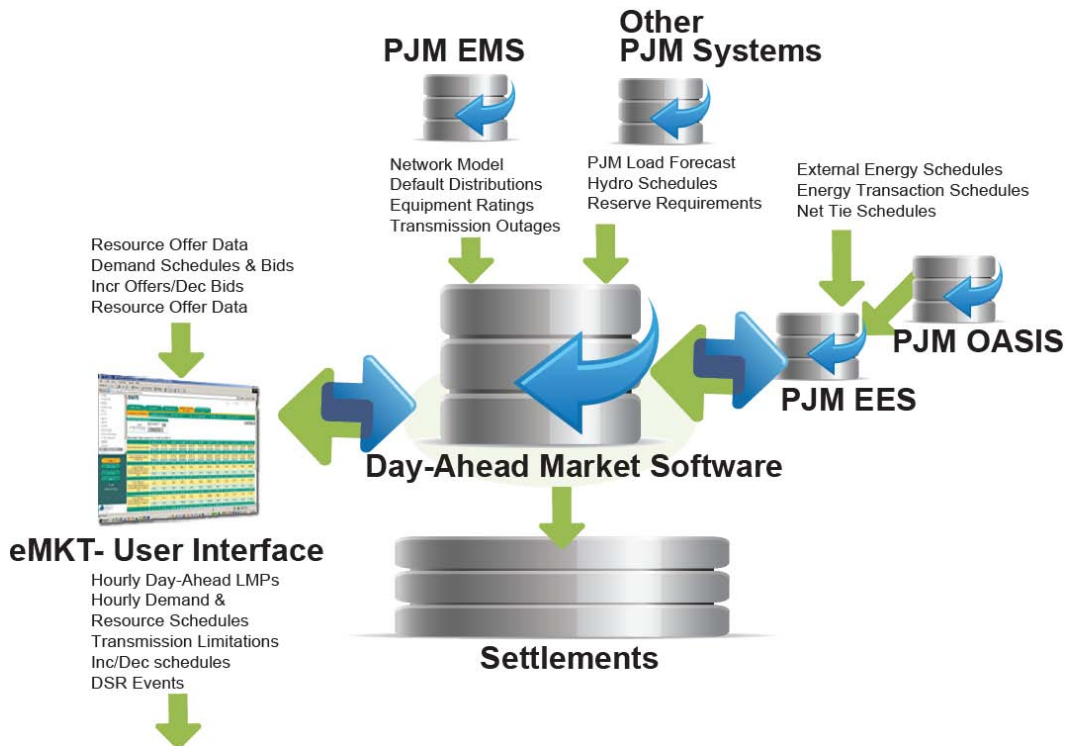 PJM EMS
Other
PJM Systems
Network Model
Default Distributions
Equipment Ratings
Transmission Outages
PJM Load Forecast
Hydro Schedules
Reserve Requirements
External Energy Schedules
Energy Transaction Schedules
Net Tie Schedules
Resource Offer Data
Demand Schedules & Bids
Incr Offers/Dec Bids
Resource Offer Data
PJM OASIS
PJM EES
Day-Ahead Market Software
eMKT- User Interface
Hourly Day-Ahead LMPs
Hourly Demand &
Resource Schedules
Transmission Limitations
Inc/Dec schedules
DSR Events
Settlements